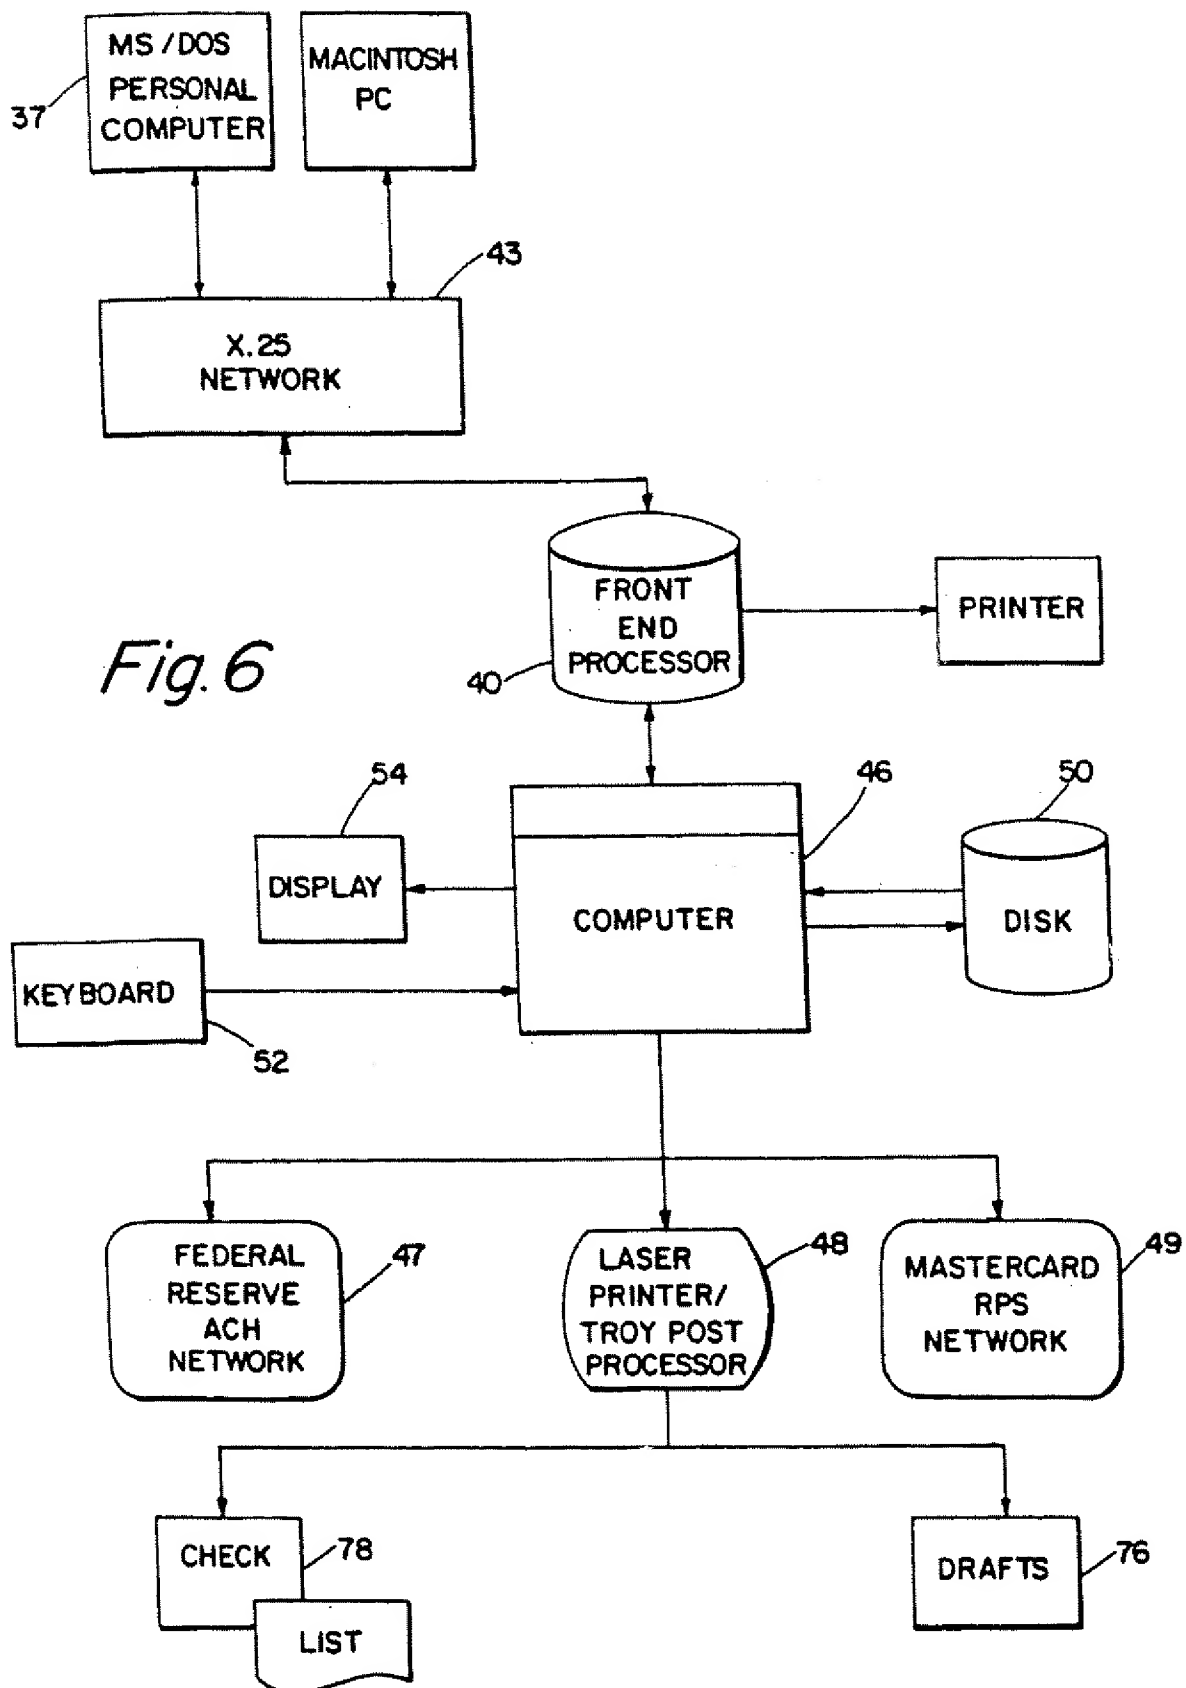 MS/DOS
PERSONAL
COMPUTER
37
MACINTOSH
PC
43
X.25
NETWORK
FRONT
END
PROCESSOR
40
PRINTER
Fig. 6
54
46
50
DISPLAY
COMPUTER
DISK
KEYBOARD
52
FEDERAL
RESERVE
ACH
NETWORK
47
LASER
PRINTER/
TROY POST
PROCESSOR
48
MASTERCARD
RPS
NETWORK
49
CHECK
78
LIST
DRAFTS
76